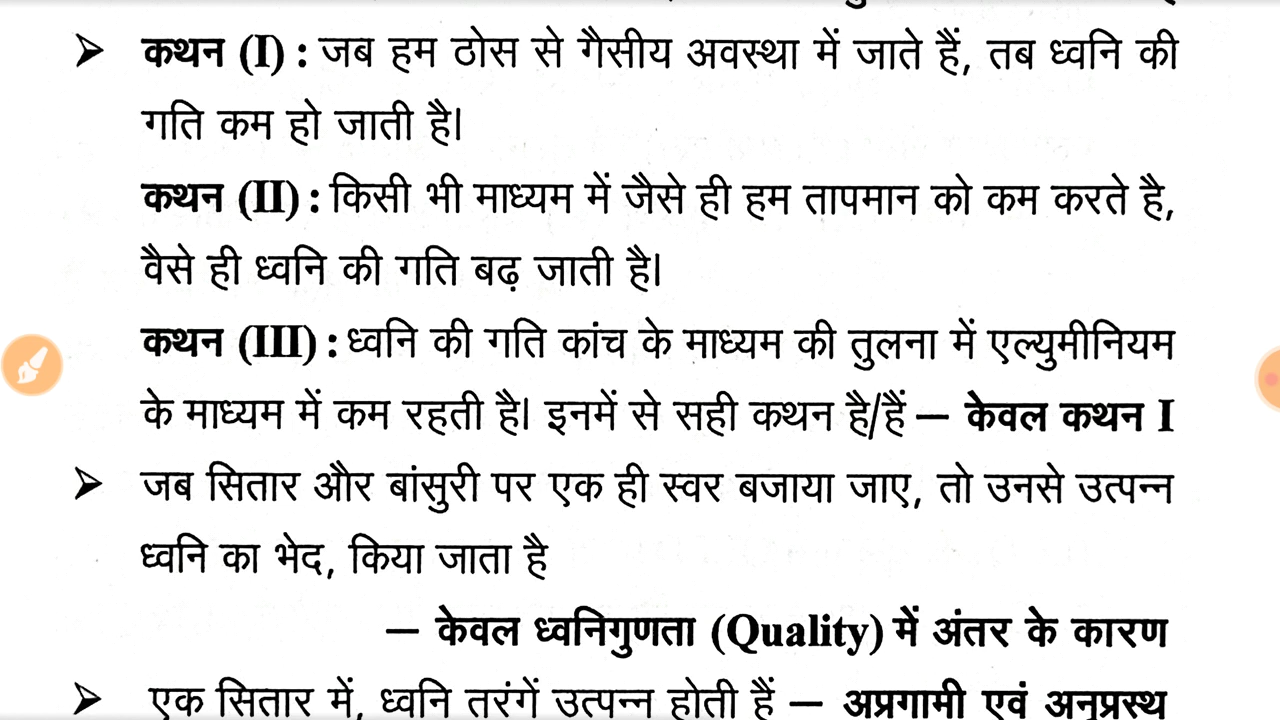 ➢ कथन (I) : जब हम ठोस से गैसीय अवस्था में जाते हैं, तब ध्वनि की
गति कम हो जाती है।
कथन (II) : किसी भी माध्यम में जैसे ही हम तापमान को कम करते है,
वैसे ही ध्वनि की गति बढ़ जाती है।
कथन (III) : ध्वनि की गति कांच के माध्यम की तुलना में एल्युमीनियम
के माध्यम में कम रहती है। इनमें से सही कथन है/हैं — केवल कथन I
➢ जब सितार और बांसुरी पर एक ही स्वर बजाया जाए, तो उनसे उत्पन्न
ध्वनि का भेद, किया जाता है
— केवल ध्वनिगुणता (Quality) में अंतर के कारण
➢ एक सितार में, ध्वनि तरंगें उत्पन्न होती हैं — अप्रगामी एवं अनुप्रस्थ